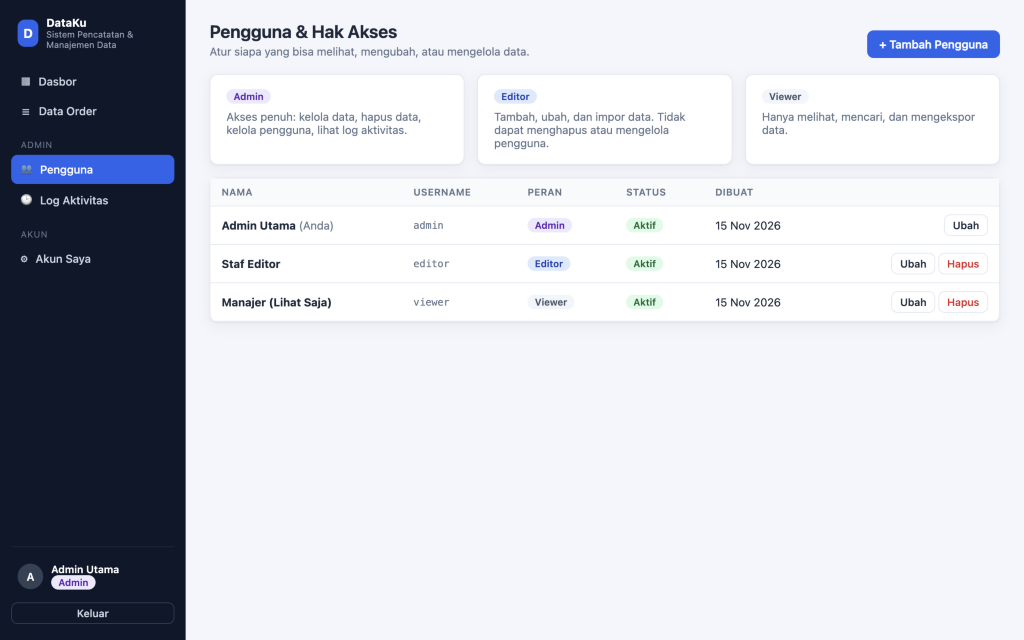 D
DataKu
Sistem Pencatatan &
Manajemen Data
Dasbor
Data Order
ADMIN
Pengguna
Log Aktivitas
AKUN
Akun Saya
A
Admin Utama
Admin
Keluar
Pengguna & Hak Akses
Atur siapa yang bisa melihat, mengubah, atau mengelola data.
+ Tambah Pengguna
Admin
Akses penuh: kelola data, hapus data,
kelola pengguna, lihat log aktivitas.
Editor
Tambah, ubah, dan impor data. Tidak
dapat menghapus atau mengelola
pengguna.
Viewer
Hanya melihat, mencari, dan mengekspor
data.
NAMA USERNAME PERAN STATUS DIBUAT
Admin Utama (Anda) admin Admin Aktif 15 Nov 2026 Ubah
Staf Editor editor Editor Aktif 15 Nov 2026 Ubah Hapus
Manajer (Lihat Saja) viewer Viewer Aktif 15 Nov 2026 Ubah Hapus